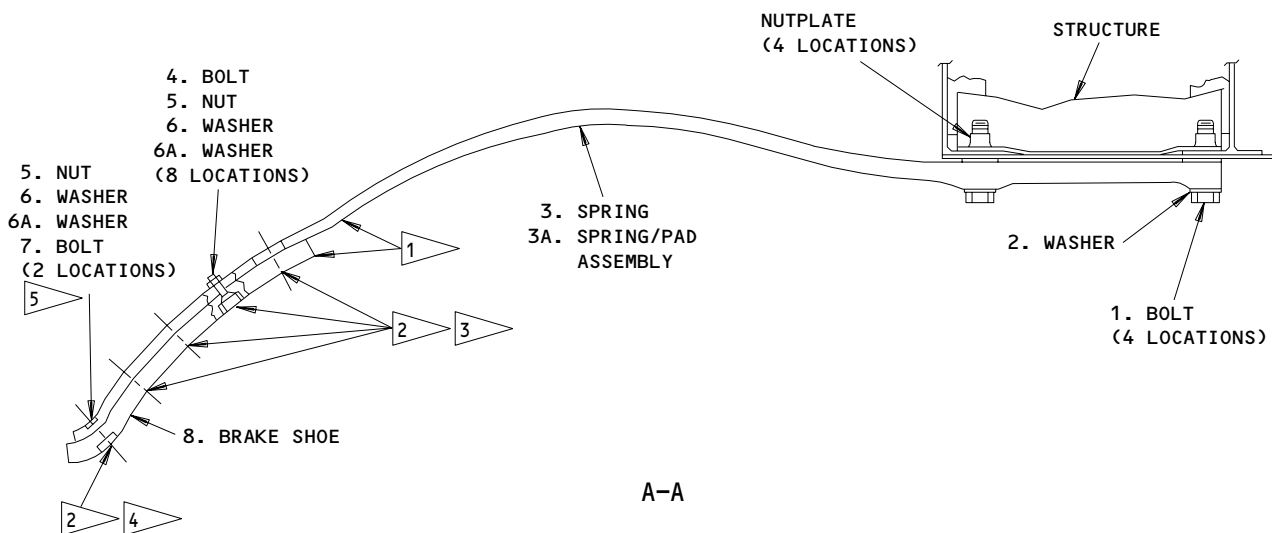 NUTPLATE
(4 LOCATIONS)
STRUCTURE
4. BOLT
5. NUT
6. WASHER
6A. WASHER
(8 LOCATIONS)
5. NUT
6. WASHER
6A. WASHER
7. BOLT
(2 LOCATIONS)
5
3. SPRING
3A. SPRING/PAD
ASSEMBLY
1
2. WASHER
1. BOLT
(4 LOCATIONS)
2 3
8. BRAKE SHOE
2 4
A-A